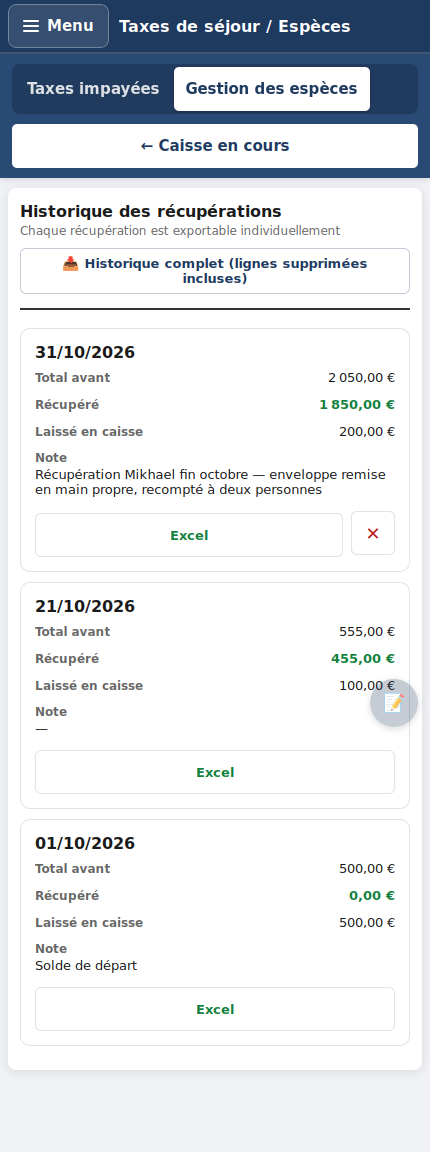 Menu
Taxes de séjour / Espèces
Taxes impayées
Gestion des espèces
← Caisse en cours
Historique des récupérations
Chaque récupération est exportable individuellement
📥 Historique complet (lignes supprimées
incluses)
31/10/2026
Total avant 2 050,00 €
Récupéré 1 850,00 €
Laissé en caisse 200,00 €
Note
Récupération Mikhael fin octobre — enveloppe remise
en main propre, recompté à deux personnes
Excel
✕
21/10/2026
Total avant 555,00 €
Récupéré 455,00 €
Laissé en caisse 100,00 €
Note
—
Excel
01/10/2026
Total avant 500,00 €
Récupéré 0,00 €
Laissé en caisse 500,00 €
Note
Solde de départ
Excel